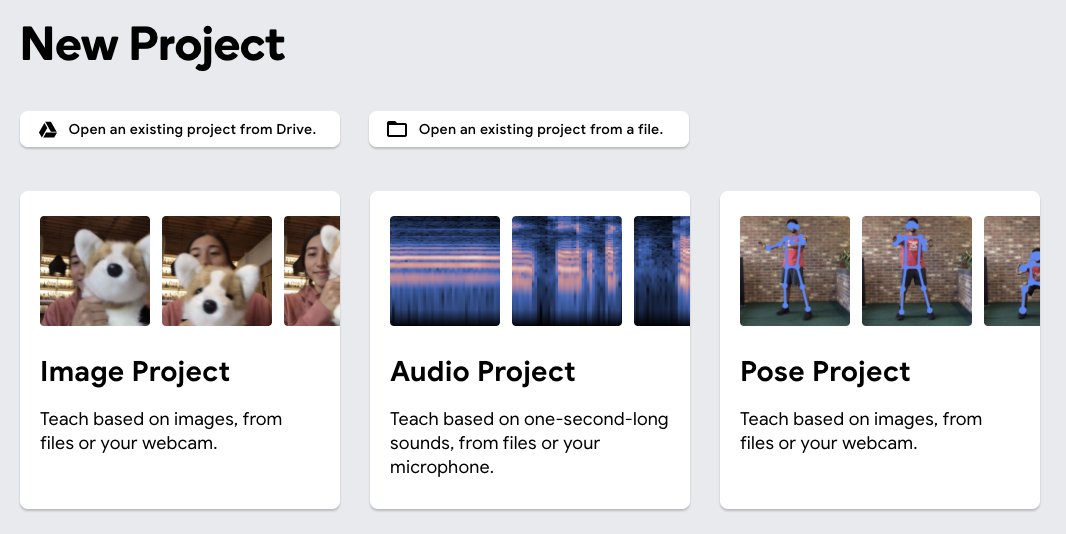 New Project
Open an existing project from Drive.
Open an existing project from a file.
Image Project
Teach based on images, from
files or your webcam.
Audio Project
Teach based on one-second-long
sounds, from files or your
microphone.
Pose Project
Teach based on images, from
files or your webcam.